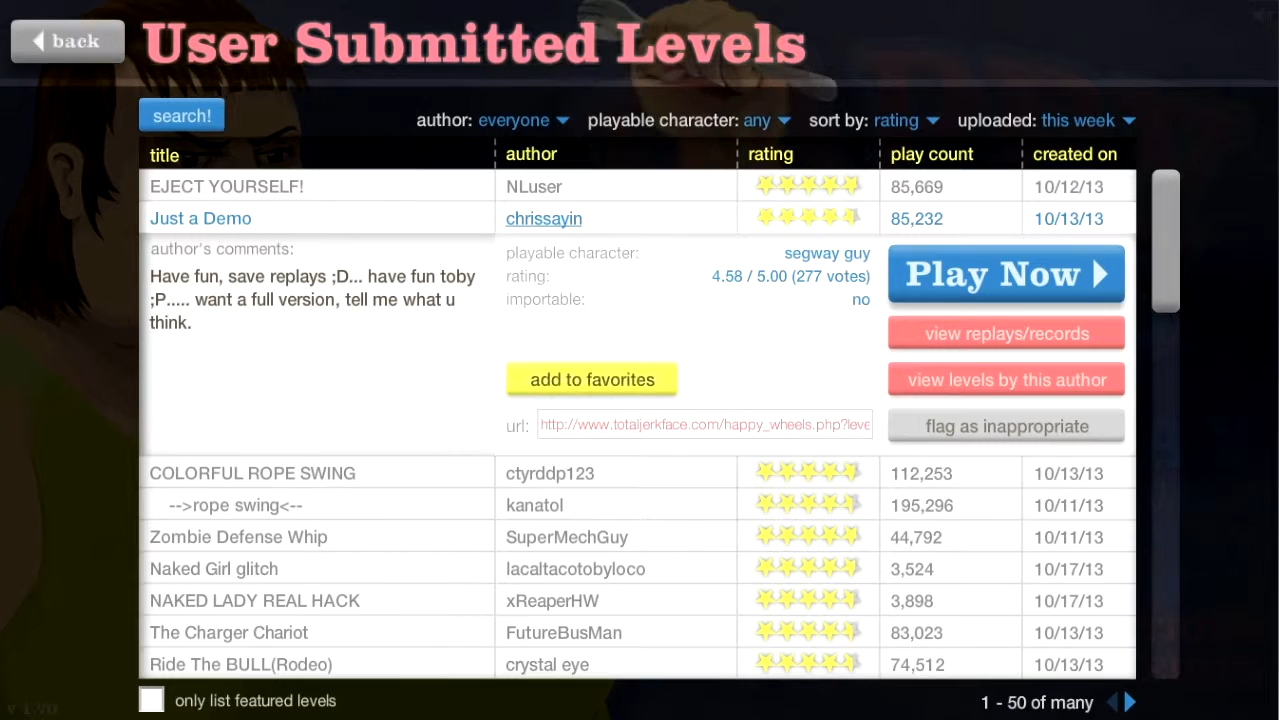 back
User Submitted Levels
search!
author: everyone playable character: any sort by: rating uploaded: this week
title author rating play count created on
EJECT YOURSELF! NLuser 85,669 10/12/13
Just a Demo chrissayin 85,232 10/13/13
author's comments:
Have fun, save replays ;D... have fun toby
;P..... want a full version, tell me what u
think.
playable character: segway guy
rating: 4.58 / 5.00 (277 votes)
importable: no
add to favorites
url: http://www.totaljerkface.com/happy_wheels.php?leve
Play Now
view replays/records
view levels by this author
flag as inappropriate
COLORFUL ROPE SWING ctyrddp123 112,253 10/13/13
-->rope swing<-- kanatol 195,296 10/11/13
Zombie Defense Whip SuperMechGuy 44,792 10/11/13
Naked Girl glitch lacaltacotobyloco 3,524 10/17/13
NAKED LADY REAL HACK xReaperHW 3,898 10/17/13
The Charger Chariot FutureBusMan 83,023 10/13/13
Ride The BULL(Rodeo) crystal eye 74,512 10/13/13
only list featured levels
1 - 50 of many
v 1.70